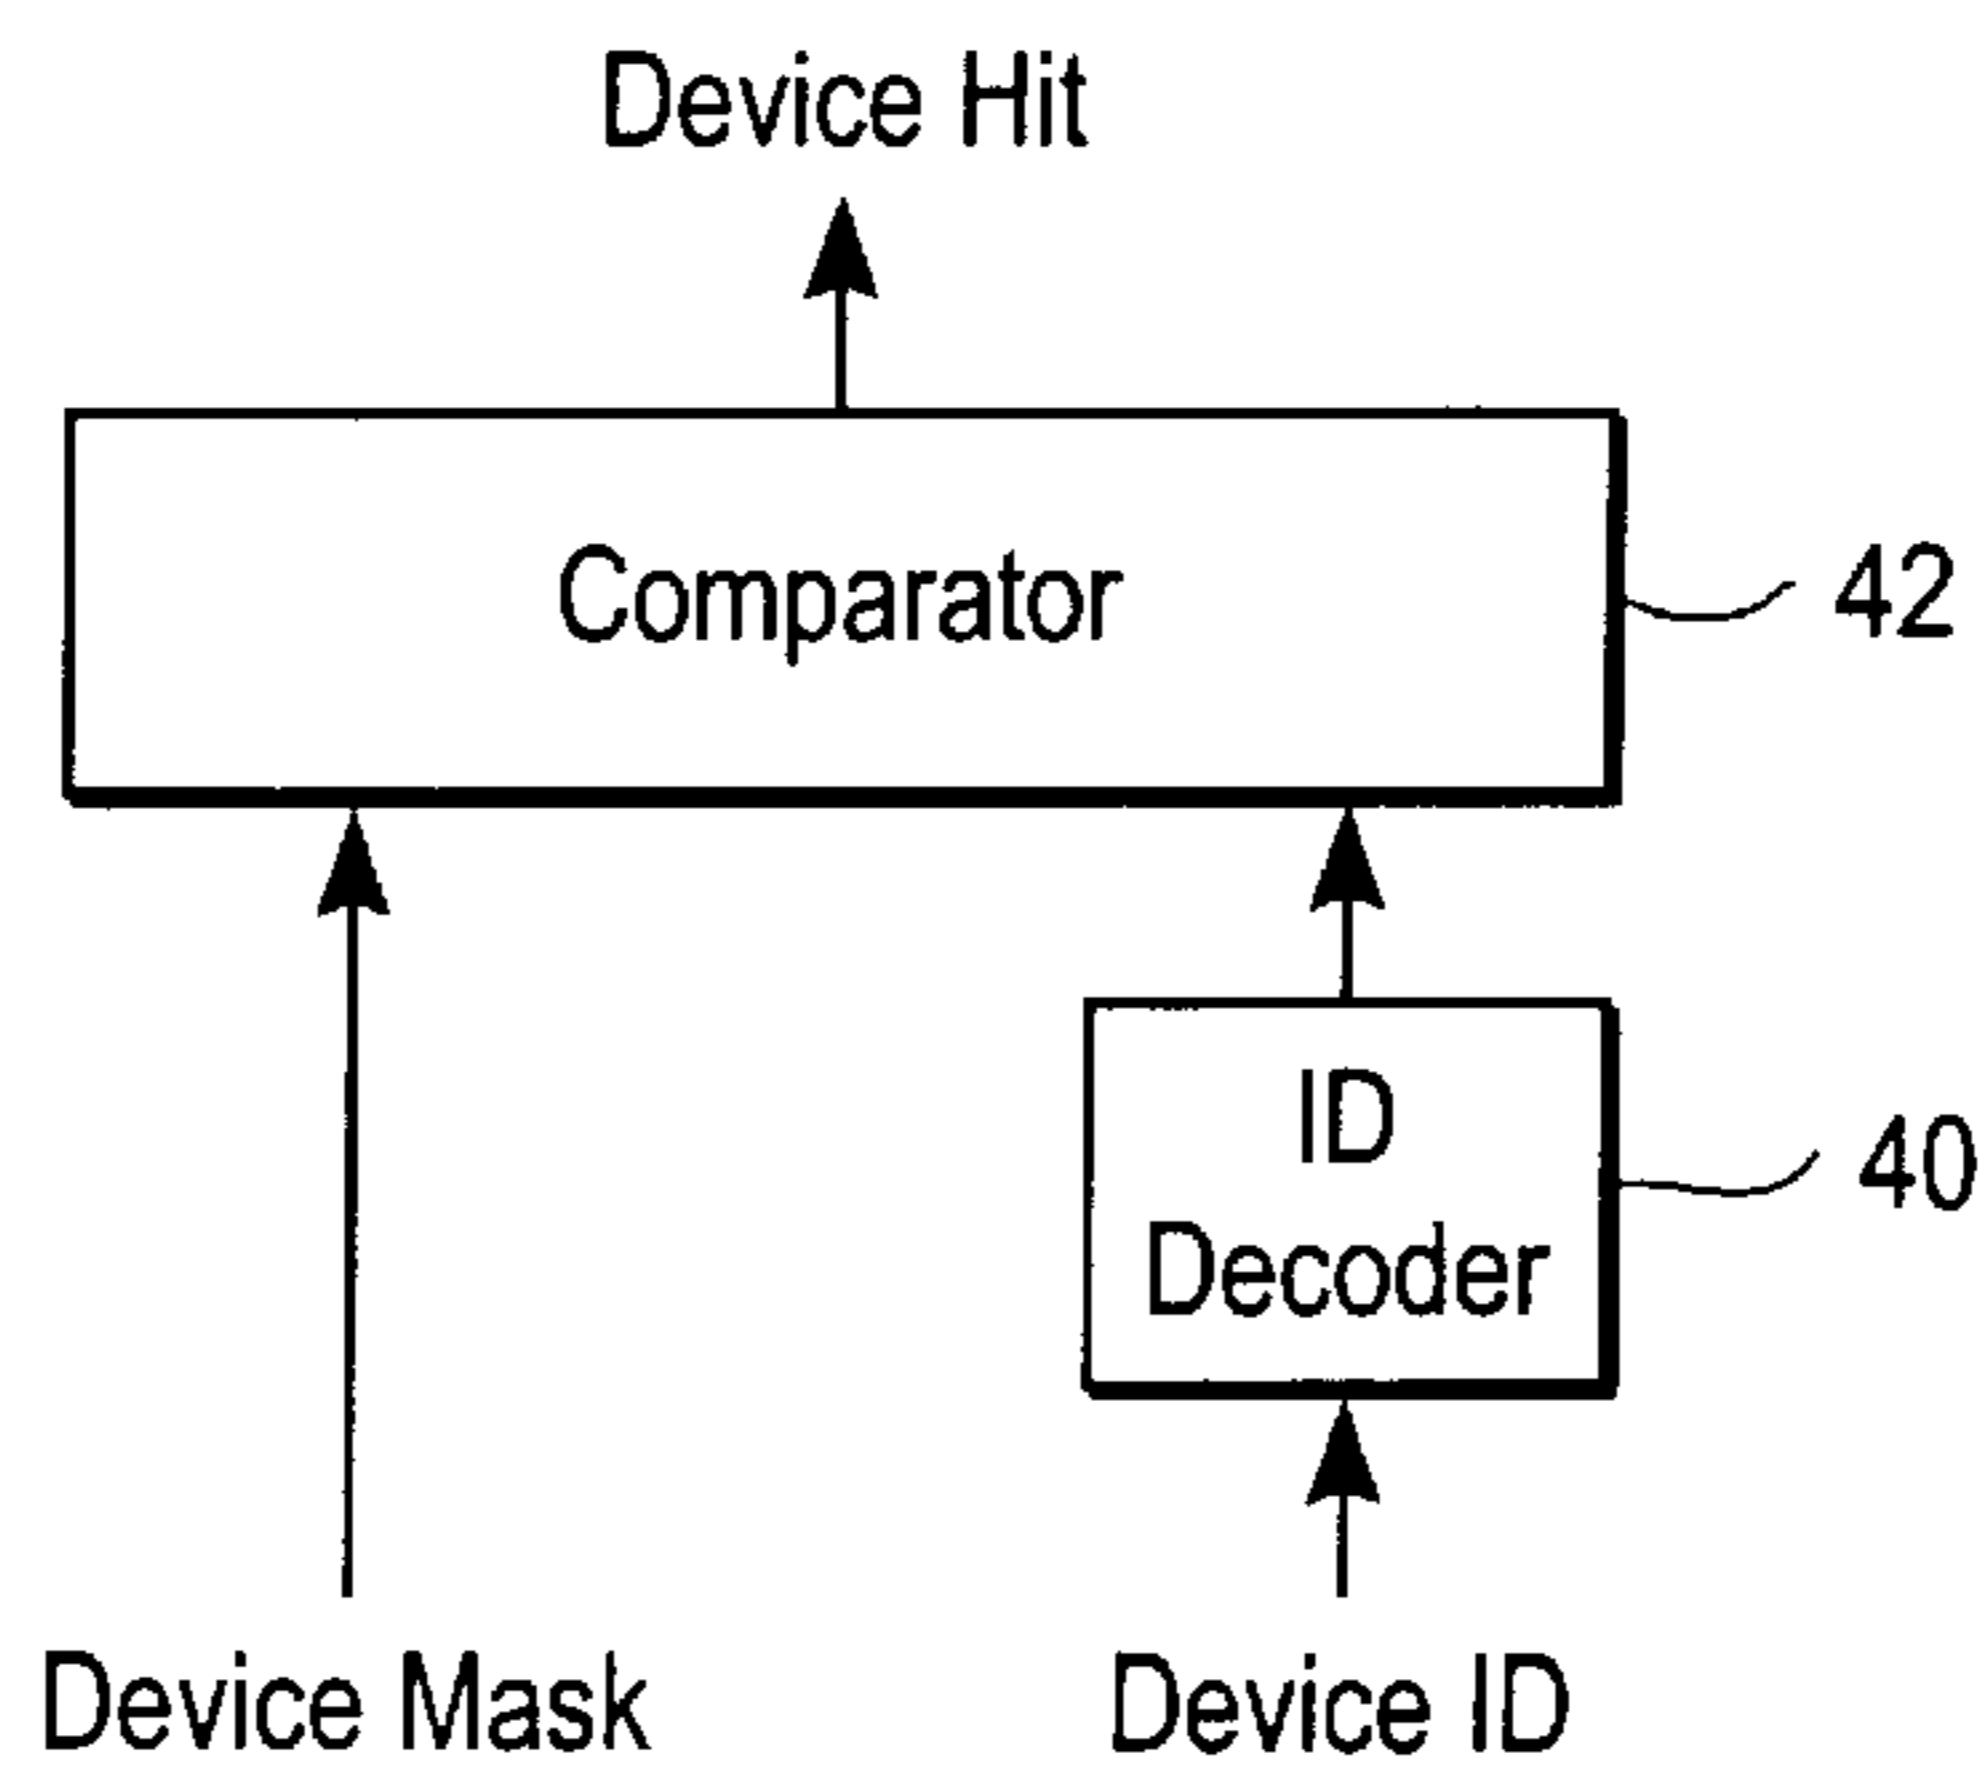 Device Hit
Comparator
42
ID
Decoder
40
Device Mask
Device ID